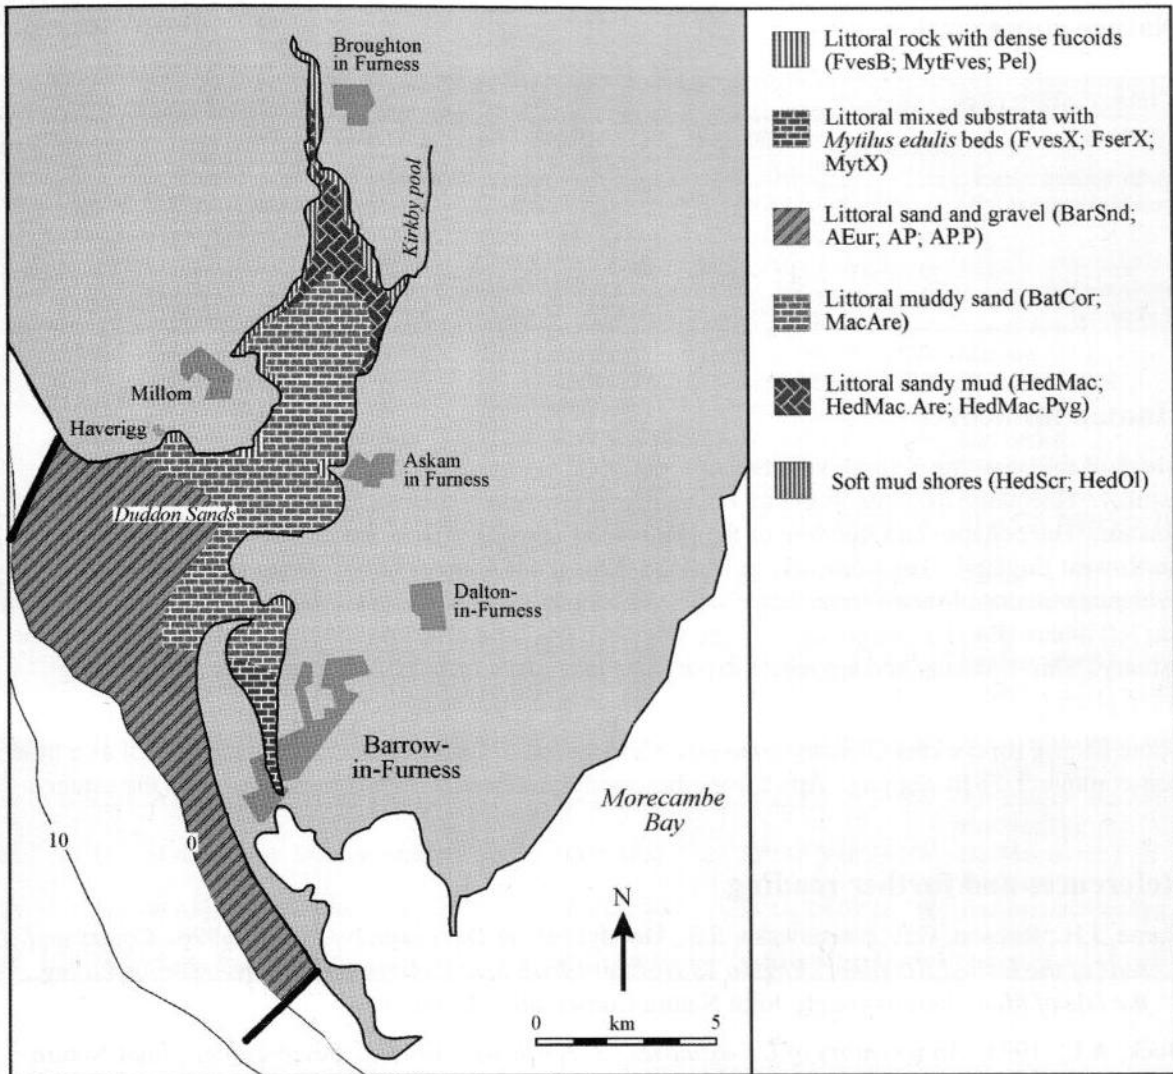 Broughton
in Furness
Kirkby pool
Millom
Haverigg
Askam
in Furness
Duddon Sands
Dalton-
in-Furness
Barrow-
in-Furness
Morecambe
Bay
10
0
N
0 km 5
Littoral rock with dense fucoids
(FvesB; MytFves; Pel)
Littoral mixed substrata with
Mytilus edulis beds (FvesX; FserX;
MytX)
Littoral sand and gravel (BarSnd;
AEur; AP; AP.P)
Littoral muddy sand (BatCor;
MacAre)
Littoral sandy mud (HedMac;
HedMac.Are; HedMac.Pyg)
Soft mud shores (HedScr; HedOl)